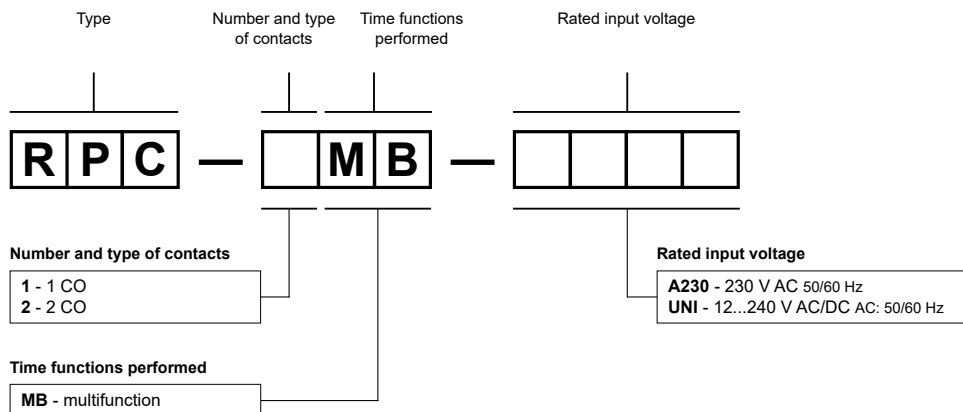 Type
Number and type
of contacts
Time functions
performed
Rated input voltage
RPC — MB —
Number and type of contacts
1 - 1 CO
2 - 2 CO
Rated input voltage
A230 - 230 V AC 50/60 Hz
UNI - 12...240 V AC/DC AC: 50/60 Hz
Time functions performed
MB - multifunction